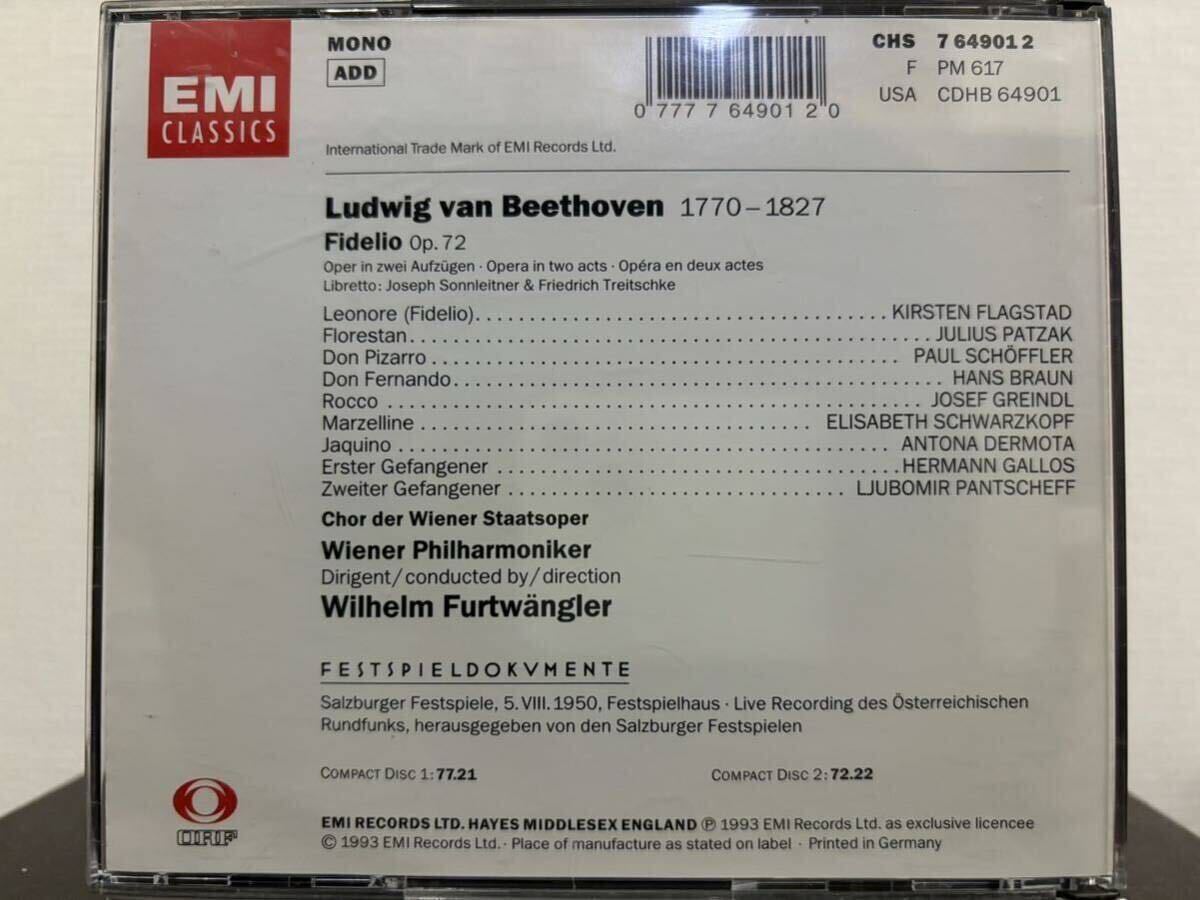 EMI
CLASSICS
MONO
ADD
0 777 7 64901 2 0
CHS 7 64901 2
F PM 617
USA CDHB 64901
International Trade Mark of EMI Records Ltd.
Ludwig van Beethoven 1770–1827
Fidelio Op. 72
Oper in zwei Aufzügen · Opera in two acts · Opéra en deux actes
Libretto: Joseph Sonnleitner & Friedrich Treitschke
Leonore (Fidelio) KIRSTEN FLAGSTAD
Florestan JULIUS PATZAK
Don Pizarro PAUL SCHÖFFLER
Don Fernando HANS BRAUN
Rocco JOSEF GREINDL
Marzelline ELISABETH SCHWARZKOPF
Jaquino ANTONA DERMOTA
Erster Gefangener HERMANN GALLOS
Zweiter Gefangener LJUBOMIR PANTSCHEFF
Chor der Wiener Staatsoper
Wiener Philharmoniker
Dirigent/conducted by/direction
Wilhelm Furtwängler
FESTSPIELDOKVMENTE
Salzburger Festspiele, 5. VIII. 1950, Festspielhaus · Live Recording des Österreichischen
Rundfunks, herausgegeben von den Salzburger Festspielen
COMPACT DISC 1: 77.21 COMPACT DISC 2: 72.22
ORF
EMI RECORDS LTD. HAYES MIDDLESEX ENGLAND ℗ 1993 EMI Records Ltd. as exclusive licencee
© 1993 EMI Records Ltd. · Place of manufacture as stated on label · Printed in Germany